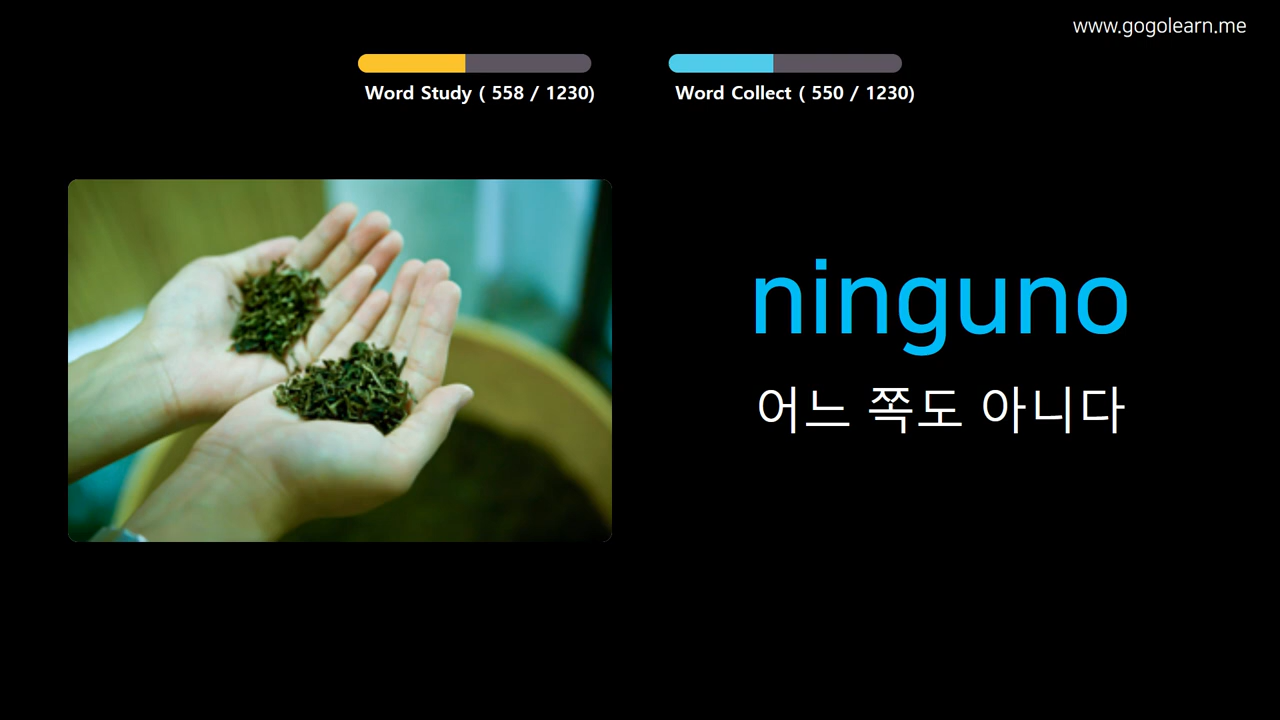 www.gogolearn.me
Word Study ( 558 / 1230)
Word Collect ( 550 / 1230)
ninguno
어느 쪽도 아니다